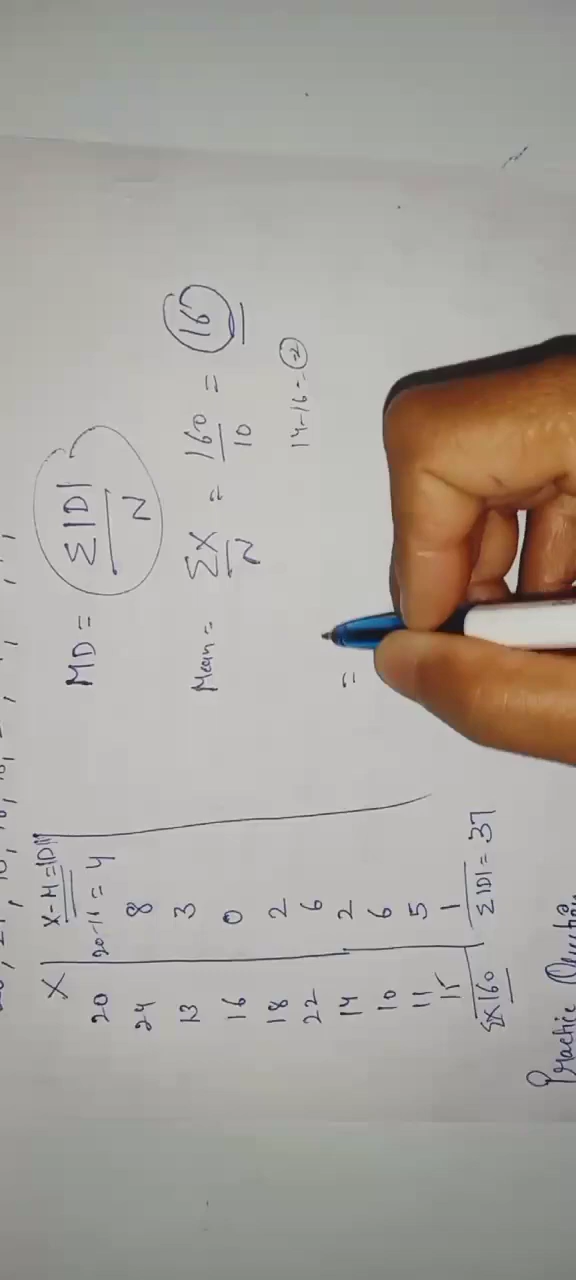 X | X-M=|D|
20 | 20-16 = 4
24 | 8
13 | 3
16 | 0
18 | 2
22 | 6
14 | 2
10 | 6
11 | 5
15 | 1
ΣX 160 | Σ|D| = 37
MD = Σ|D| / N
Mean = ΣX / N = 160 / 10 = 16
14-16 = -2
=
Practice